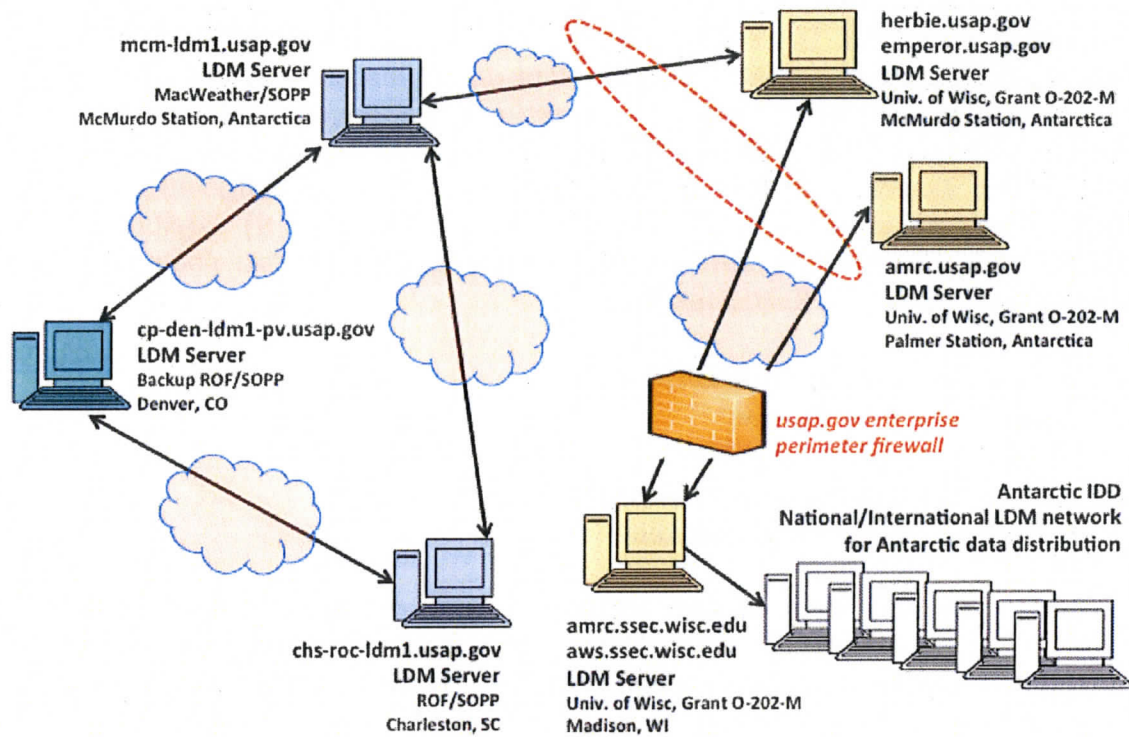 mcm-ldm1.usap.gov
LDM Server
MacWeather/SOPP
McMurdo Station, Antarctica
herbie.usap.gov
emperor.usap.gov
LDM Server
Univ. of Wisc, Grant O-202-M
McMurdo Station, Antarctica
amrc.usap.gov
LDM Server
Univ. of Wisc, Grant O-202-M
Palmer Station, Antarctica
cp-den-ldm1-pv.usap.gov
LDM Server
Backup ROF/SOPP
Denver, CO
usap.gov enterprise
perimeter firewall
Antarctic IDD
National/International LDM network
for Antarctic data distribution
chs-roc-ldm1.usap.gov
LDM Server
ROF/SOPP
Charleston, SC
amrc.ssec.wisc.edu
aws.ssec.wisc.edu
LDM Server
Univ. of Wisc, Grant O-202-M
Madison, WI